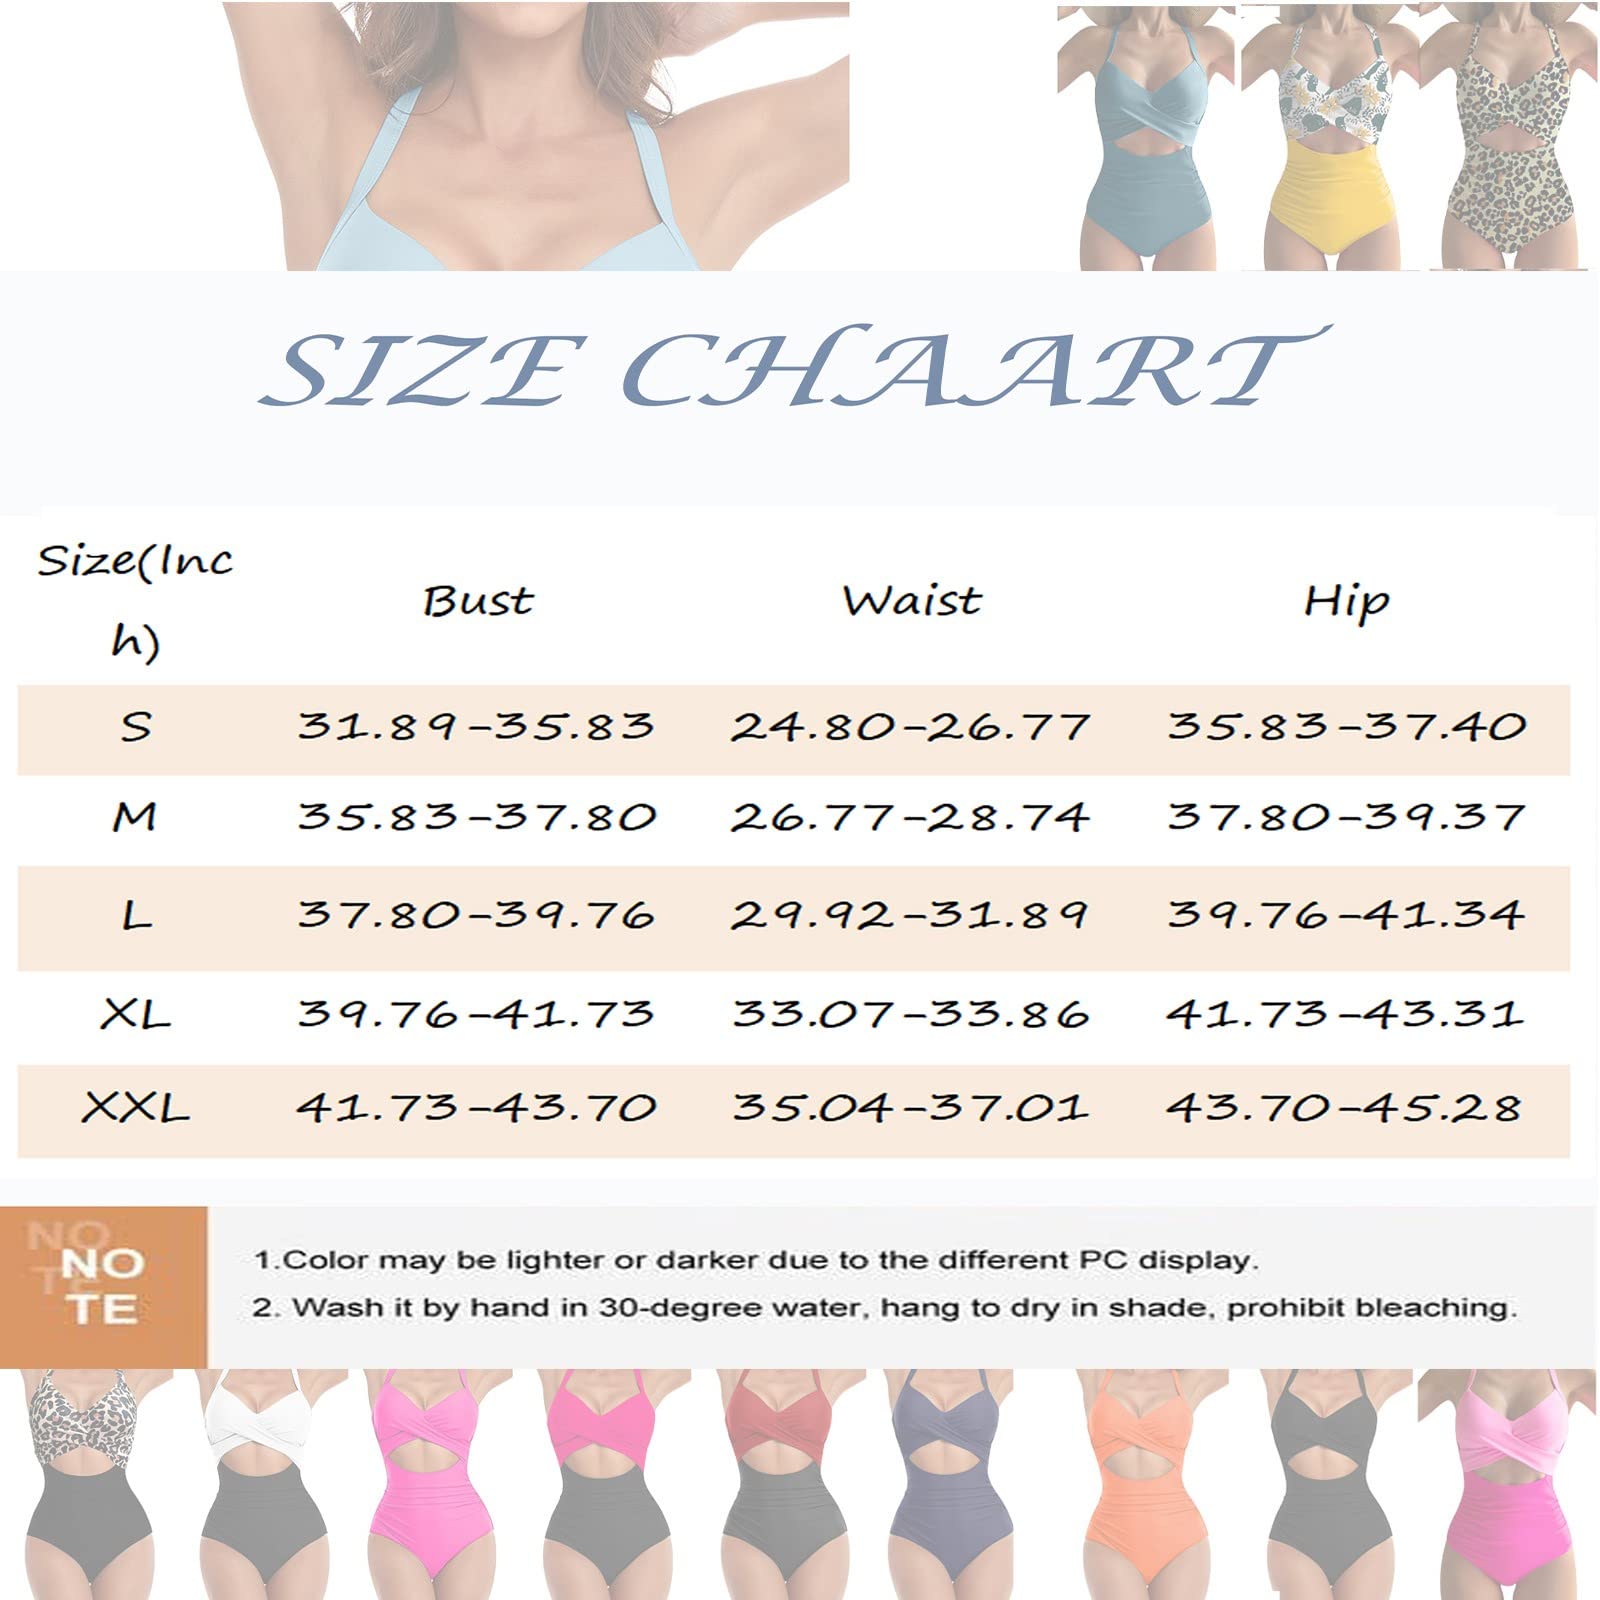 SIZE CHAART
Size(Inc
h)
Bust Waist Hip
S 31.89-35.83 24.80-26.77 35.83-37.40
M 35.83-37.80 26.77-28.74 37.80-39.37
L 37.80-39.76 29.92-31.89 39.76-41.34
XL 39.76-41.73 33.07-33.86 41.73-43.31
XXL 41.73-43.70 35.04-37.01 43.70-45.28
NO
TE
NO
TE
1.Color may be lighter or darker due to the different PC display.
2. Wash it by hand in 30-degree water, hang to dry in shade, prohibit bleaching.